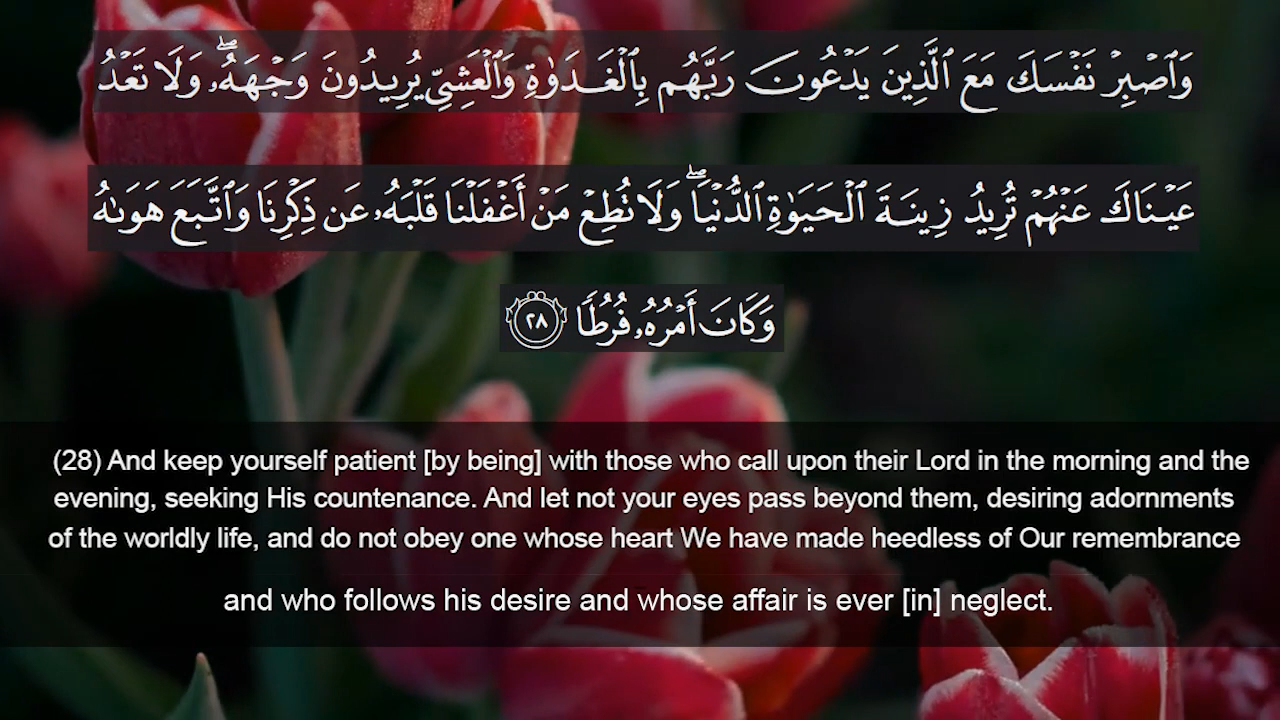 وَٱصْبِرْ نَفْسَكَ مَعَ ٱلَّذِينَ يَدْعُونَ رَبَّهُم بِٱلْغَدَوٰةِ وَٱلْعَشِىِّ يُرِيدُونَ وَجْهَهُۥ ۖ وَلَا تَعْدُ
عَيْنَاكَ عَنْهُمْ تُرِيدُ زِينَةَ ٱلْحَيَوٰةِ ٱلدُّنْيَا ۖ وَلَا تُطِعْ مَنْ أَغْفَلْنَا قَلْبَهُۥ عَن ذِكْرِنَا وَٱتَّبَعَ هَوَىٰهُ
وَكَانَ أَمْرُهُۥ فُرُطًا ٢٨
(28) And keep yourself patient [by being] with those who call upon their Lord in the morning and the
evening, seeking His countenance. And let not your eyes pass beyond them, desiring adornments
of the worldly life, and do not obey one whose heart We have made heedless of Our remembrance
and who follows his desire and whose affair is ever [in] neglect.